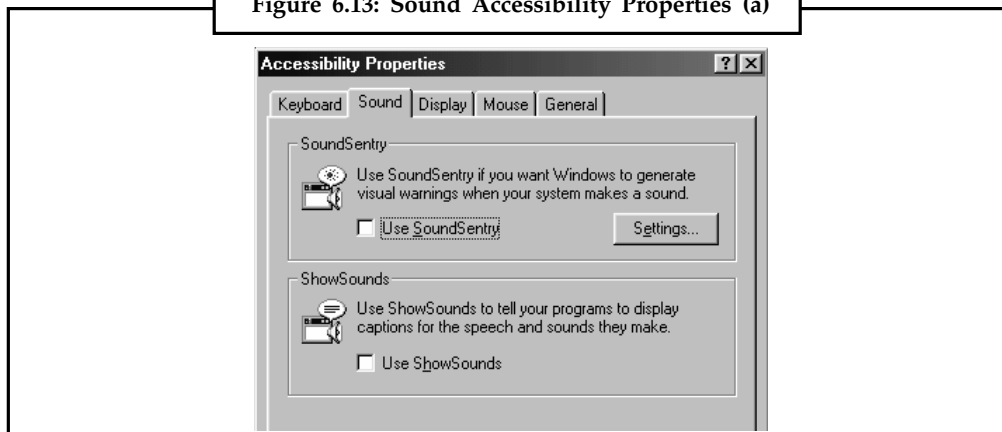 Figure 6.13: Sound Accessibility Properties (a)
Accessibility Properties
Keyboard Sound Display Mouse General
SoundSentry
Use SoundSentry if you want Windows to generate
visual warnings when your system makes a sound.
Use SoundSentry Settings...
ShowSounds
Use ShowSounds to tell your programs to display
captions for the speech and sounds they make.
Use ShowSounds